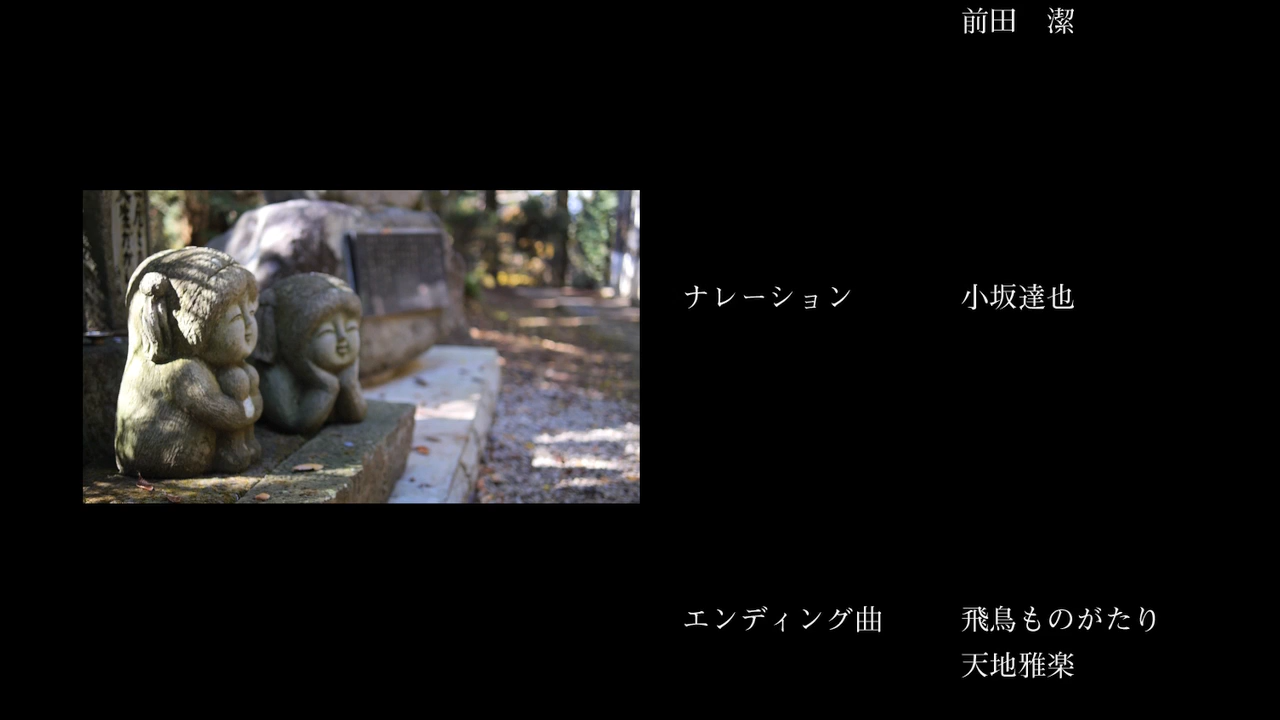 前田　潔
ナレーション　小坂達也
エンディング曲　飛鳥ものがたり
天地雅楽